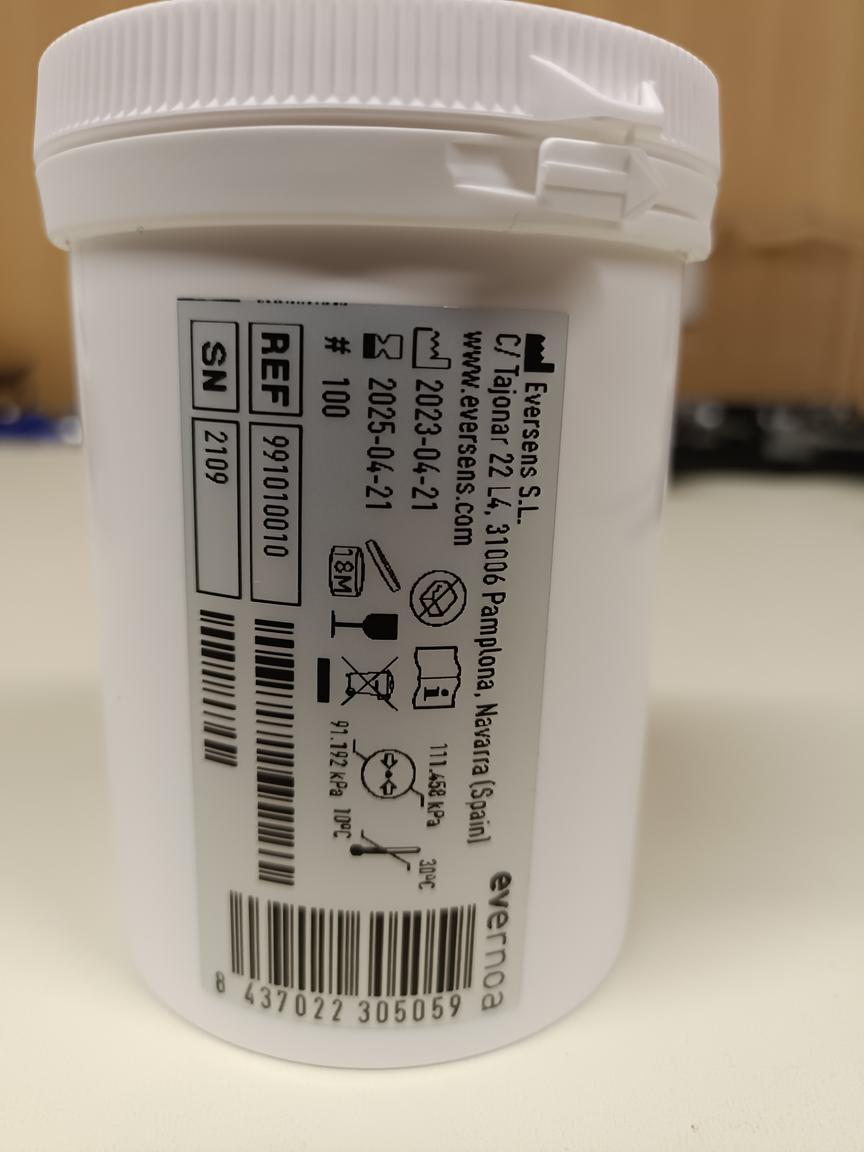 Eversens S.L.
C/ Tajonar 22 L4, 31006 Pamplona, Navarra (Spain)
www.eversens.com
2023-04-21
2025-04-21
# 100
18M
111.458 kPa
91.192 kPa
30ºC
10ºC
REF 991010010
SN 2109
evernoa
8 437022 305059